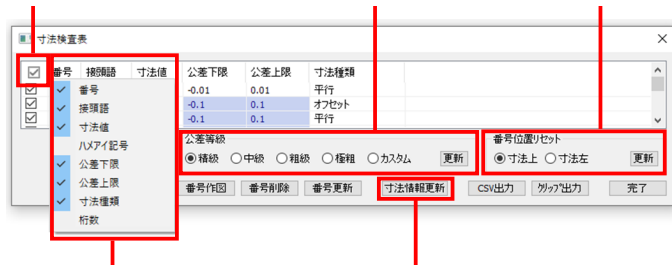 寸法検査表
番号 接頭語 寸法値 公差下限 公差上限 寸法種類
-0.01 0.01 平行
-0.1 0.1 オフセット
-0.1 0.1 平行
番号
接頭語
寸法値
ハメアイ記号
公差下限
公差上限
寸法種類
桁数
公差等級
精級 中級 粗級 極粗 カスタム 更新
番号位置リセット
寸法上 寸法左 更新
番号作図 番号削除 番号更新 寸法情報更新 CSV出力 クリップ出力 完了